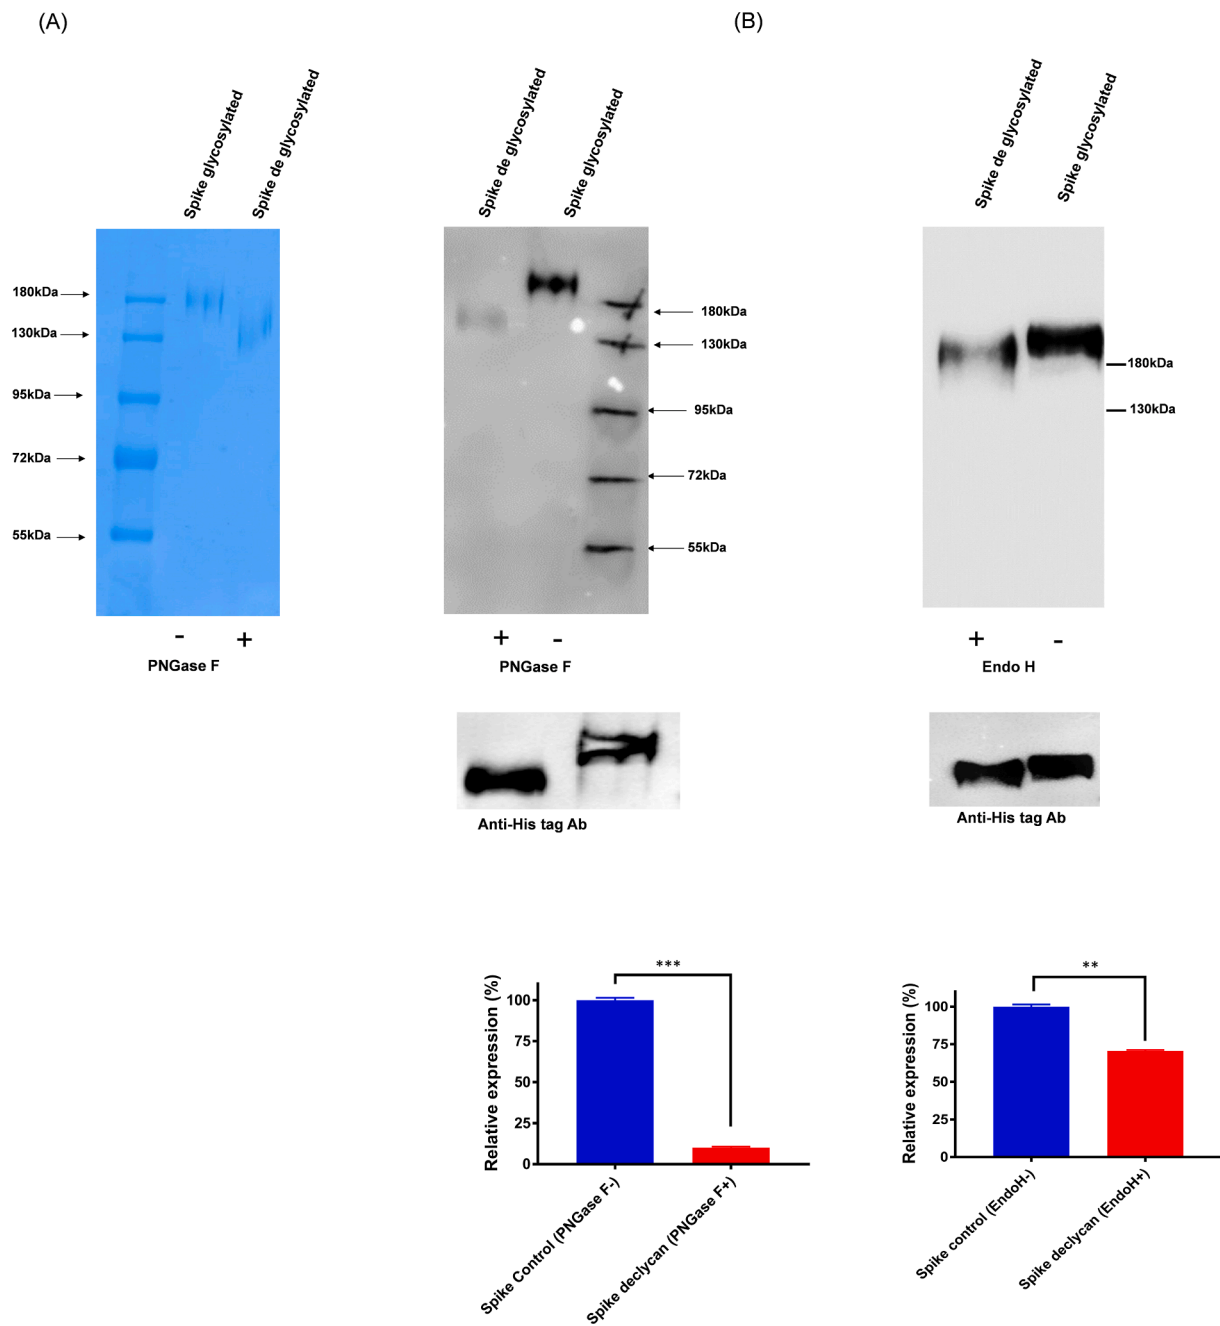 (A)
(B)
Spike glycosylated
Spike de glycosylated
Spike de glycosylated
Spike glycosylated
Spike de glycosylated
Spike glycosylated
180kDa
130kDa
95kDa
72kDa
55kDa
180kDa
130kDa
95kDa
72kDa
55kDa
180kDa
130kDa
- +
PNGase F
+ -
PNGase F
+ -
Endo H
Anti-His tag Ab
Anti-His tag Ab
Relative expression (%)
100
75
50
25
0
***
Spike Control (PNGase F-)
Spike declycan (PNGase F+)
Relative expression (%)
100
75
50
25
0
**
Spike control (EndoH-)
Spike declycan (EndoH+)